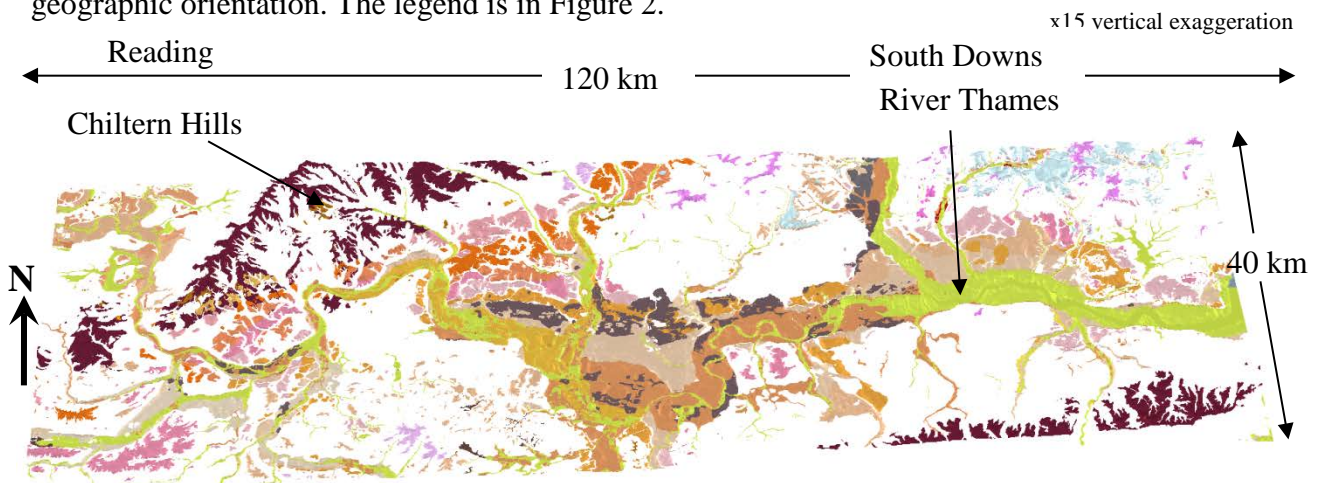 geographic orientation. The legend is in Figure 2.
x15 vertical exaggeration
Reading
South Downs
120 km
River Thames
Chiltern Hills
40 km
N